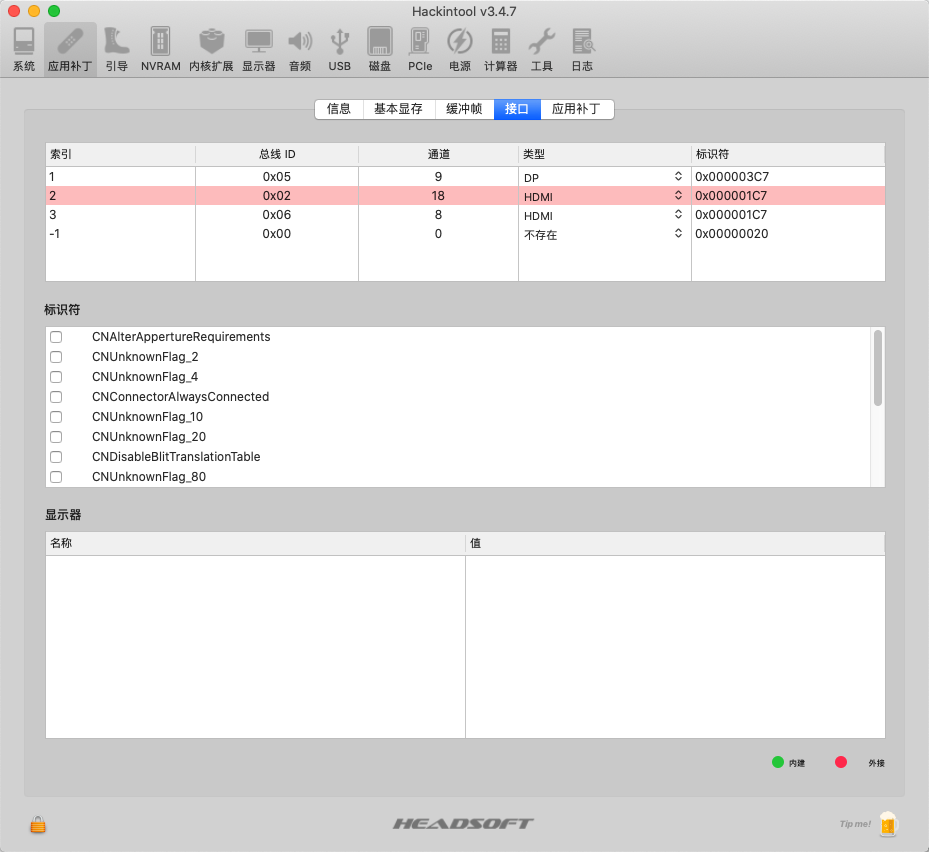 Hackintool v3.4.7
系统 应用补丁 引导 NVRAM 内核扩展 显示器 音频 USB 磁盘 PCIe 电源 计算器 工具 日志
信息 基本显存 缓冲帧 接口 应用补丁
索引 总线 ID 通道 类型 标识符
1 0x05 9 DP 0x000003C7
2 0x02 18 HDMI 0x000001C7
3 0x06 8 HDMI 0x000001C7
-1 0x00 0 不存在 0x00000020
标识符
CNAlterAppertureRequirements
CNUnknownFlag_2
CNUnknownFlag_4
CNConnectorAlwaysConnected
CNUnknownFlag_10
CNUnknownFlag_20
CNDisableBlitTranslationTable
CNUnknownFlag_80
显示器
名称 值
内建 外接
HEADSOFT
Tip me!